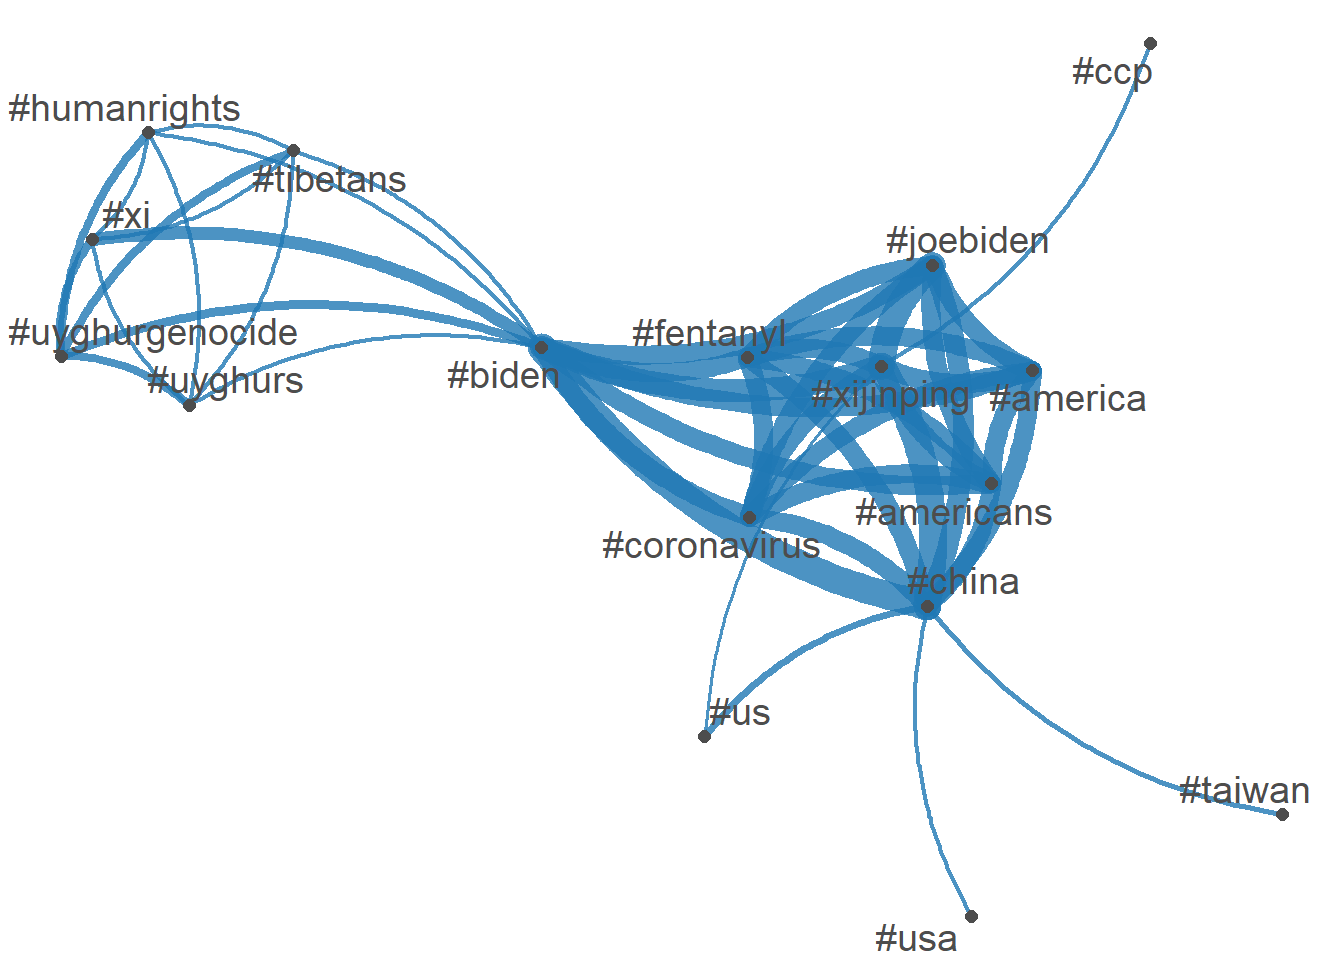 #ccp
#humanrights
#tibetans
#xi
#joebiden
#uyghurgenocide
#fentanyl
#uyghurs
#biden
#xijinping
#america
#americans
#coronavirus
#china
#us
#taiwan
#usa